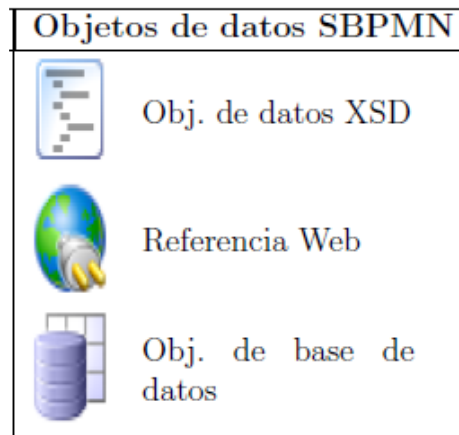 Objetos de datos SBPMN
Obj. de datos XSD
Referencia Web
Obj. de base de
datos